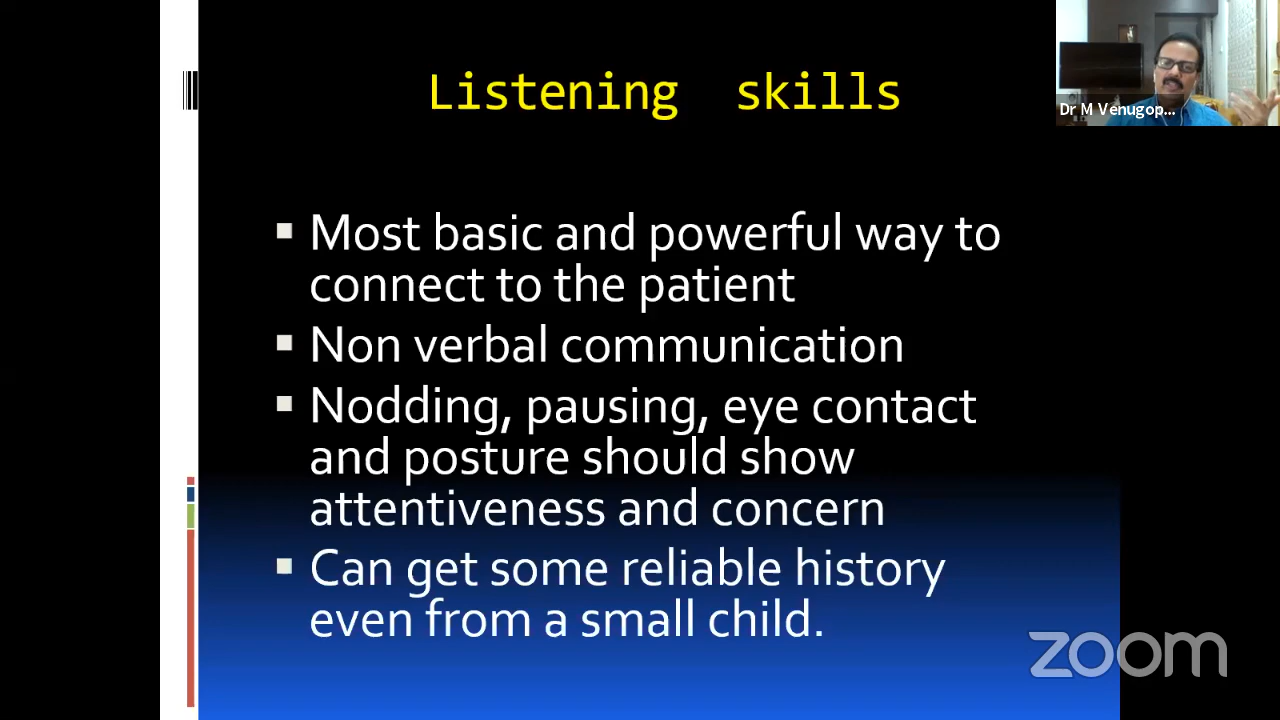 Listening skills
Dr M Venugop...
Most basic and powerful way to
connect to the patient
Non verbal communication
Nodding, pausing, eye contact
and posture should show
attentiveness and concern
Can get some reliable history
even from a small child.
zoom